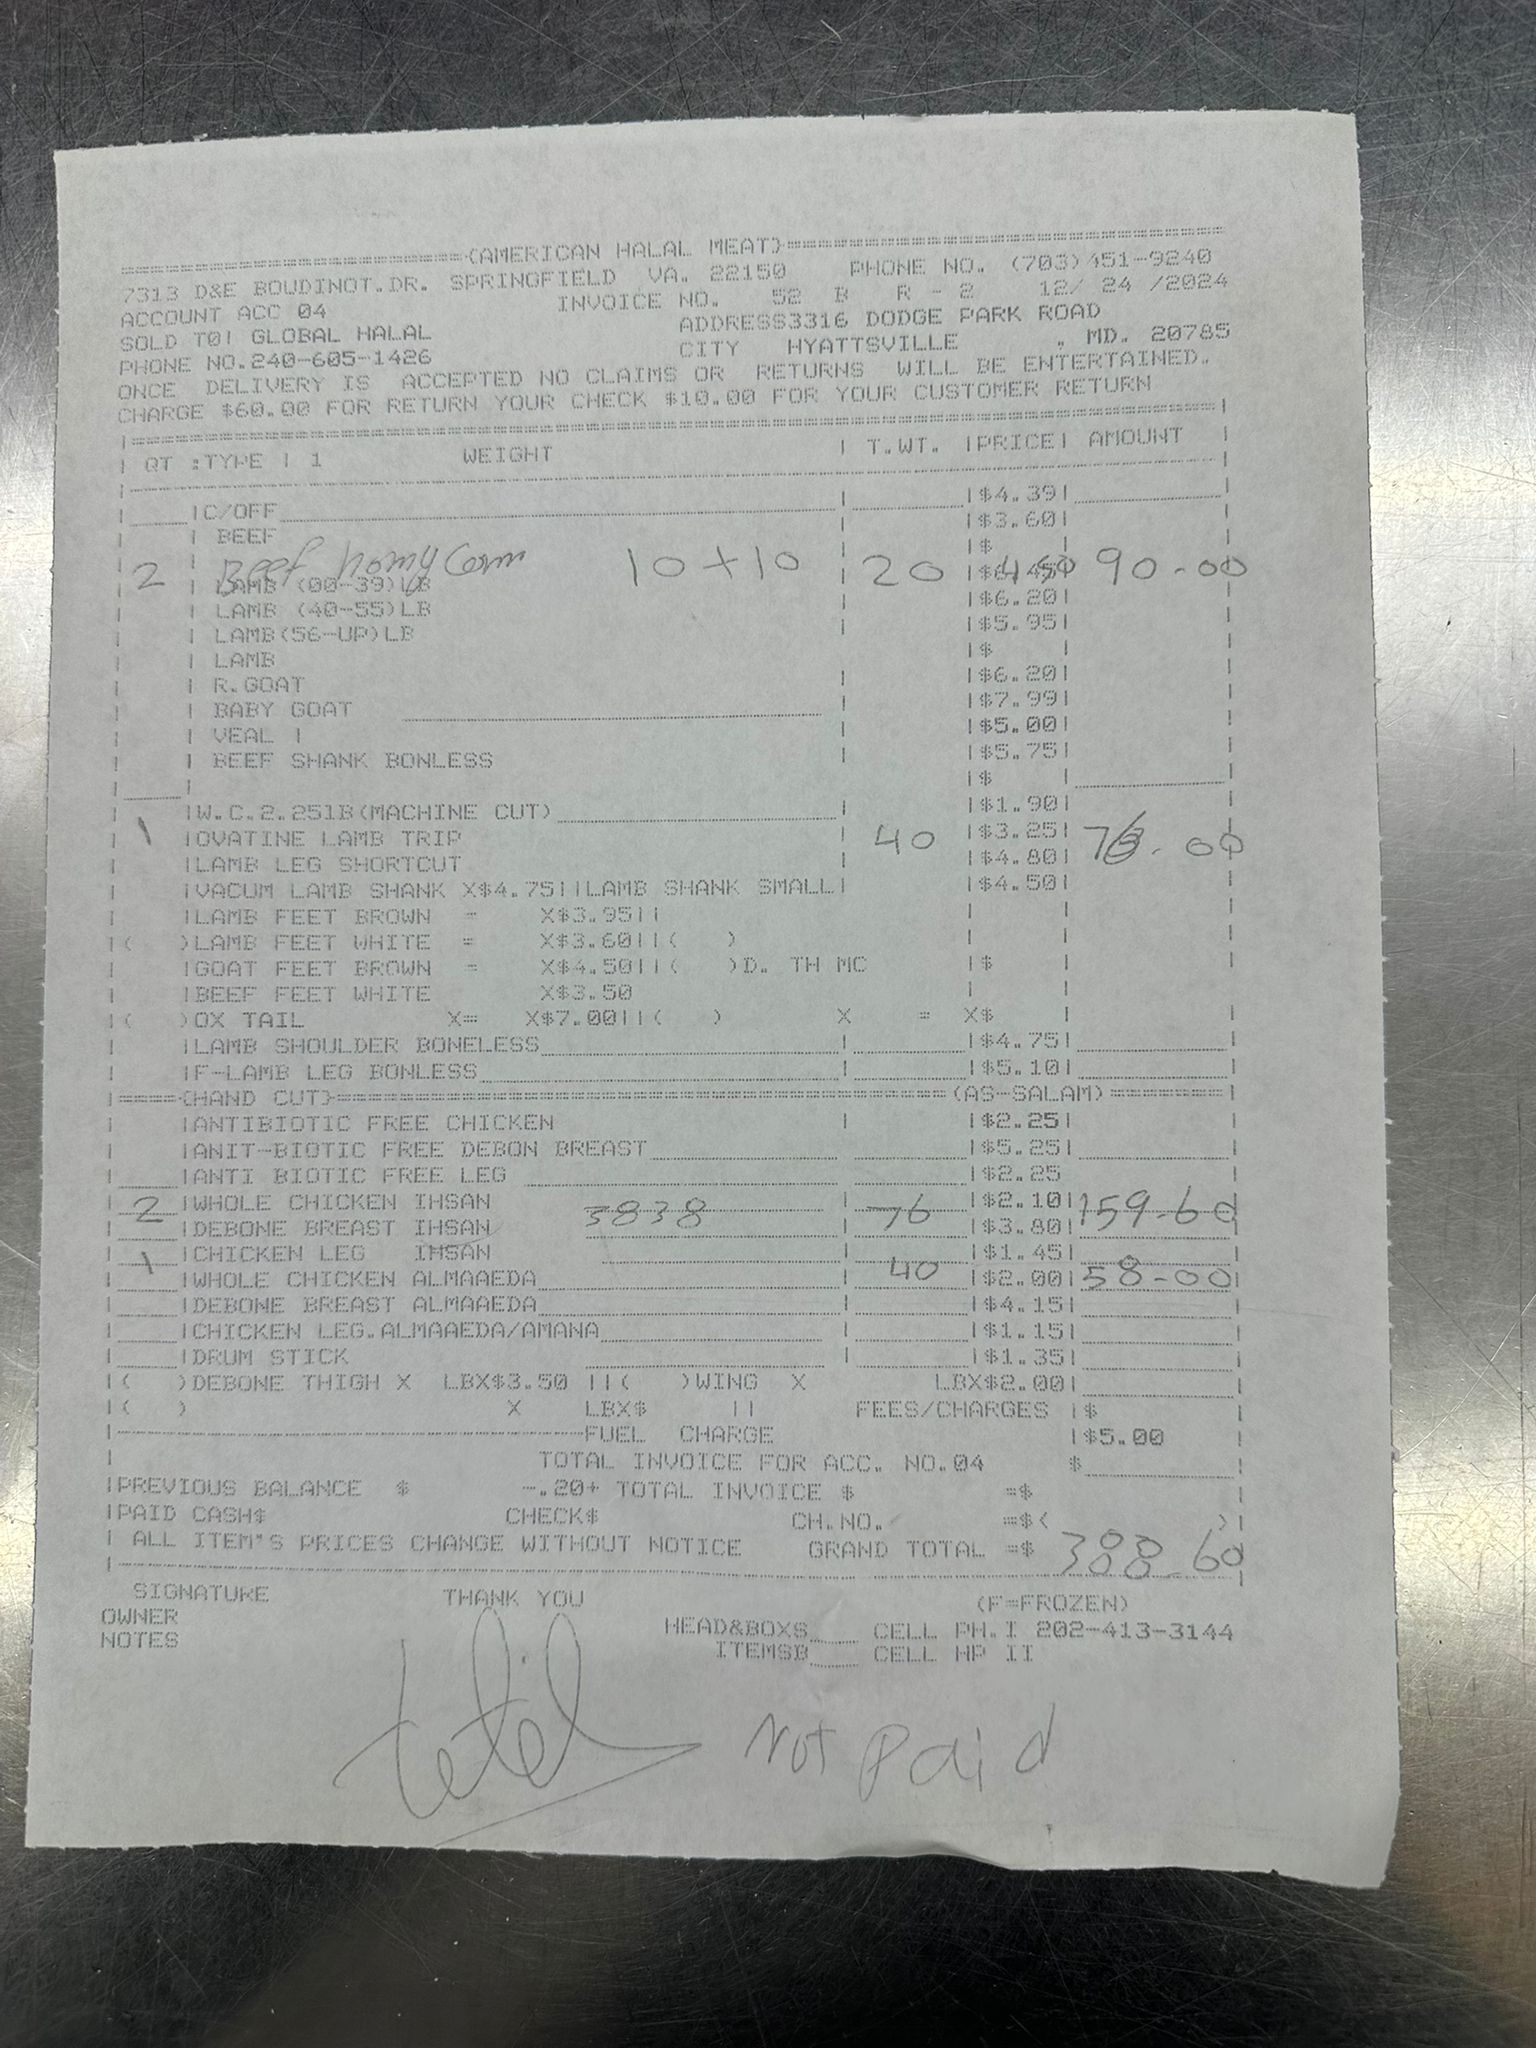 (AMERICAN HALAL MEAT)
7313 D&E BOUDINOT.DR. SPRINGFIELD VA. 22150 PHONE NO. (703)451-9240
ACCOUNT ACC 04 INVOICE NO. 52 B R - 2 12/ 24 /2024
SOLD TO! GLOBAL HALAL ADDRESS3316 DODGE PARK ROAD
PHONE NO.240-605-1426 CITY HYATTSVILLE , MD. 20785
ONCE DELIVERY IS ACCEPTED NO CLAIMS OR RETURNS WILL BE ENTERTAINED.
CHARGE $60.00 FOR RETURN YOUR CHECK $10.00 FOR YOUR CUSTOMER RETURN
QT :TYPE | 1 WEIGHT | T.WT. |PRICE| AMOUNT
|C/OFF |$4.39|
| BEEF |$3.60|
2 Beef 10+10 20 |$ 4.50 90.00
| LAMB (00-39)LB |$6.45|
| LAMB (40-55)LB |$6.20|
| LAMB(56-UP)LB |$5.95|
| LAMB |$ |
| R.GOAT |$6.20|
| BABY GOAT |$7.99|
| VEAL | |$5.00|
| BEEF SHANK BONLESS |$5.75|
|$ |
|W.C.2.25lB(MACHINE CUT) |$1.90|
1 |OVATINE LAMB TRIP 40 |$3.25| .00
|LAMB LEG SHORTCUT |$4.80|
|VACUM LAMB SHANK X$4.75||LAMB SHANK SMALL| |$4.50|
|LAMB FEET BROWN = X$3.95||
|( )LAMB FEET WHITE = X$3.60||( )
|GOAT FEET BROWN = X$4.50||( )D. TH MC |$ |
|BEEF FEET WHITE X$3.50
|( )OX TAIL X= X$7.00||( ) X = X$
|LAMB SHOULDER BONELESS |$4.75|
|F-LAMB LEG BONLESS |$5.10|
(HAND CUT) (AS-SALAM)
|ANTIBIOTIC FREE CHICKEN |$2.25|
|ANIT-BIOTIC FREE DEBON BREAST |$5.25|
|ANTI BIOTIC FREE LEG |$2.25
2 |WHOLE CHICKEN IHSAN 3838 76 |$2.10| 159.60
|DEBONE BREAST IHSAN |$3.80|
1 |CHICKEN LEG IHSAN 40 |$1.45| 58.00
|WHOLE CHICKEN ALMAAEDA |$2.00|
|DEBONE BREAST ALMAAEDA |$4.15|
|CHICKEN LEG.ALMAAEDA/AMANA |$1.15|
|DRUM STICK |$1.35|
|( )DEBONE THIGH X LBX$3.50 ||( )WING X LBX$2.00|
|( ) X LBX$ || FEES/CHARGES |$
FUEL CHARGE |$5.00
TOTAL INVOICE FOR ACC. NO.04 $
|PREVIOUS BALANCE $ -.20+ TOTAL INVOICE $ =$
|PAID CASH$ CHECK$ CH.NO. =$( )
| ALL ITEM'S PRICES CHANGE WITHOUT NOTICE GRAND TOTAL =$ 388.60
SIGNATURE THANK YOU (F=FROZEN)
OWNER HEAD&BOXS CELL PH.I 202-413-3144
NOTES ITEMSB CELL HP II
Not Paid